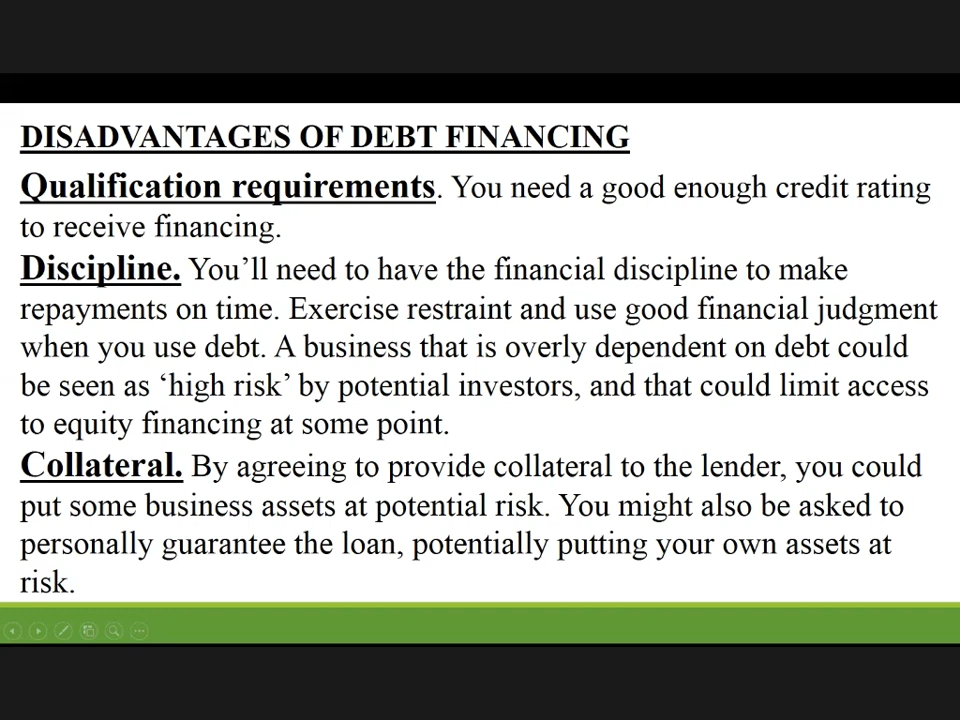 DISADVANTAGES OF DEBT FINANCING
Qualification requirements. You need a good enough credit rating
to receive financing.
Discipline. You’ll need to have the financial discipline to make
repayments on time. Exercise restraint and use good financial judgment
when you use debt. A business that is overly dependent on debt could
be seen as ‘high risk’ by potential investors, and that could limit access
to equity financing at some point.
Collateral. By agreeing to provide collateral to the lender, you could
put some business assets at potential risk. You might also be asked to
personally guarantee the loan, potentially putting your own assets at
risk.